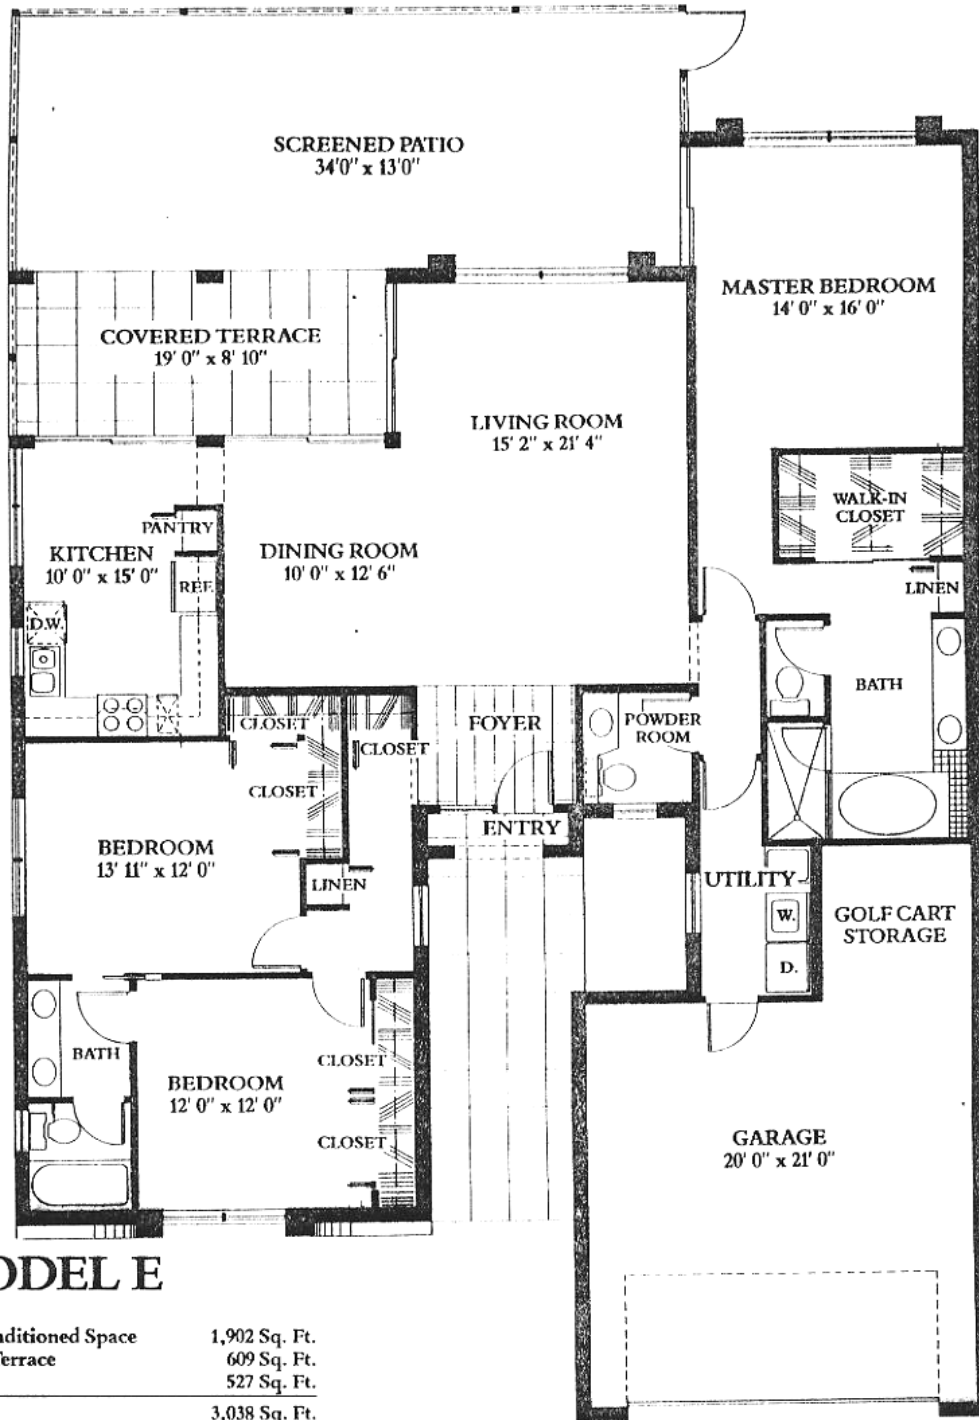 SCREENED PATIO
34'0" x 13'0"
MASTER BEDROOM
14' 0" x 16' 0"
COVERED TERRACE
19' 0" x 8' 10"
LIVING ROOM
15' 2" x 21' 4"
WALK-IN
CLOSET
PANTRY
KITCHEN
10' 0" x 15' 0"
REF.
DINING ROOM
10' 0" x 12' 6"
LINEN
D.W.
BATH
CLOSET
CLOSET
FOYER
POWDER
ROOM
CLOSET
ENTRY
BEDROOM
13' 11" x 12' 0"
LINEN
UTILITY
W.
D.
GOLF CART
STORAGE
BATH
BEDROOM
12' 0" x 12' 0"
CLOSET
CLOSET
GARAGE
20' 0" x 21' 0"
ODEL E
nditioned Space 1,902 Sq. Ft.
Terrace 609 Sq. Ft.
527 Sq. Ft.
3,038 Sq. Ft.